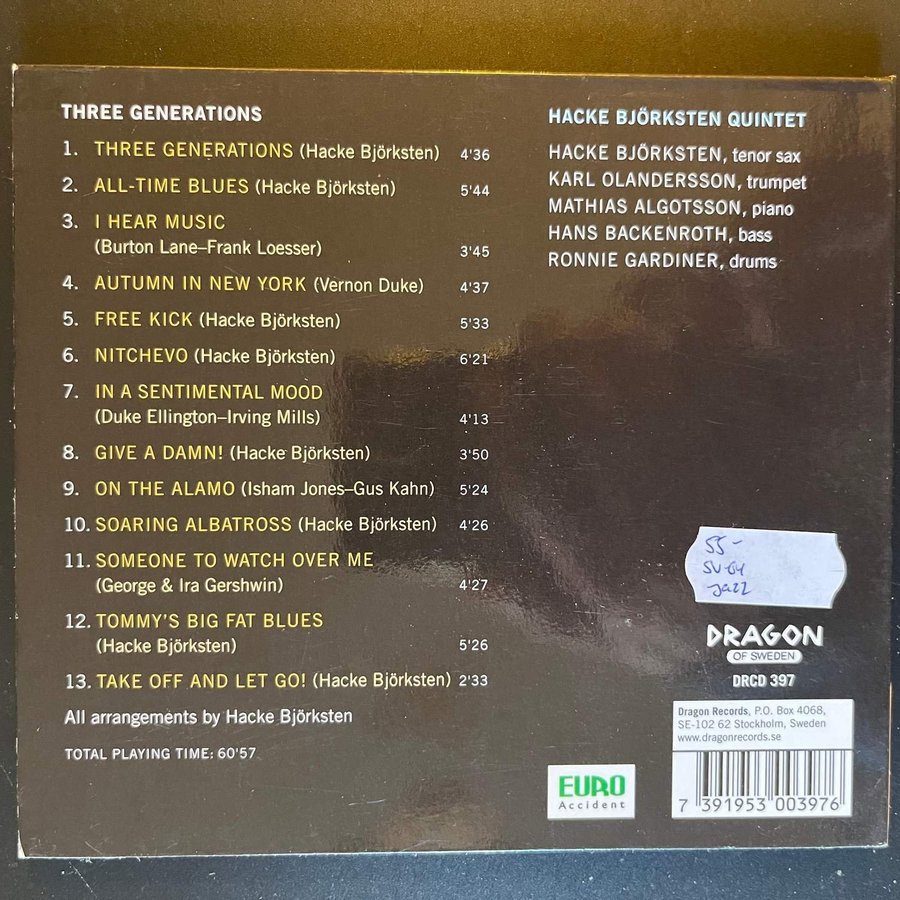 THREE GENERATIONS
1. THREE GENERATIONS (Hacke Björksten) 4'36
2. ALL-TIME BLUES (Hacke Björksten) 5'44
3. I HEAR MUSIC
(Burton Lane–Frank Loesser) 3'45
4. AUTUMN IN NEW YORK (Vernon Duke) 4'37
5. FREE KICK (Hacke Björksten) 5'33
6. NITCHEVO (Hacke Björksten) 6'21
7. IN A SENTIMENTAL MOOD
(Duke Ellington–Irving Mills) 4'13
8. GIVE A DAMN! (Hacke Björksten) 3'50
9. ON THE ALAMO (Isham Jones–Gus Kahn) 5'24
10. SOARING ALBATROSS (Hacke Björksten) 4'26
11. SOMEONE TO WATCH OVER ME
(George & Ira Gershwin) 4'27
12. TOMMY'S BIG FAT BLUES
(Hacke Björksten) 5'26
13. TAKE OFF AND LET GO! (Hacke Björksten) 2'33
All arrangements by Hacke Björksten
TOTAL PLAYING TIME: 60'57
HACKE BJÖRKSTEN QUINTET
HACKE BJÖRKSTEN, tenor sax
KARL OLANDERSSON, trumpet
MATHIAS ALGOTSSON, piano
HANS BACKENROTH, bass
RONNIE GARDINER, drums
55-
SV-04
Jazz
DRAGON
OF SWEDEN
DRCD 397
Dragon Records, P.O. Box 4068,
SE-102 62 Stockholm, Sweden
www.dragonrecords.se
7 391953 003976
EURO
Accident